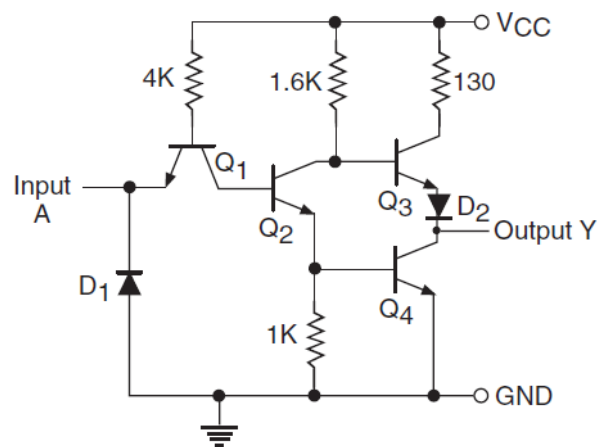 VCC
4K
1.6K
130
Q1
Input
A
Q2
Q3
D2
Output Y
D1
Q4
1K
GND